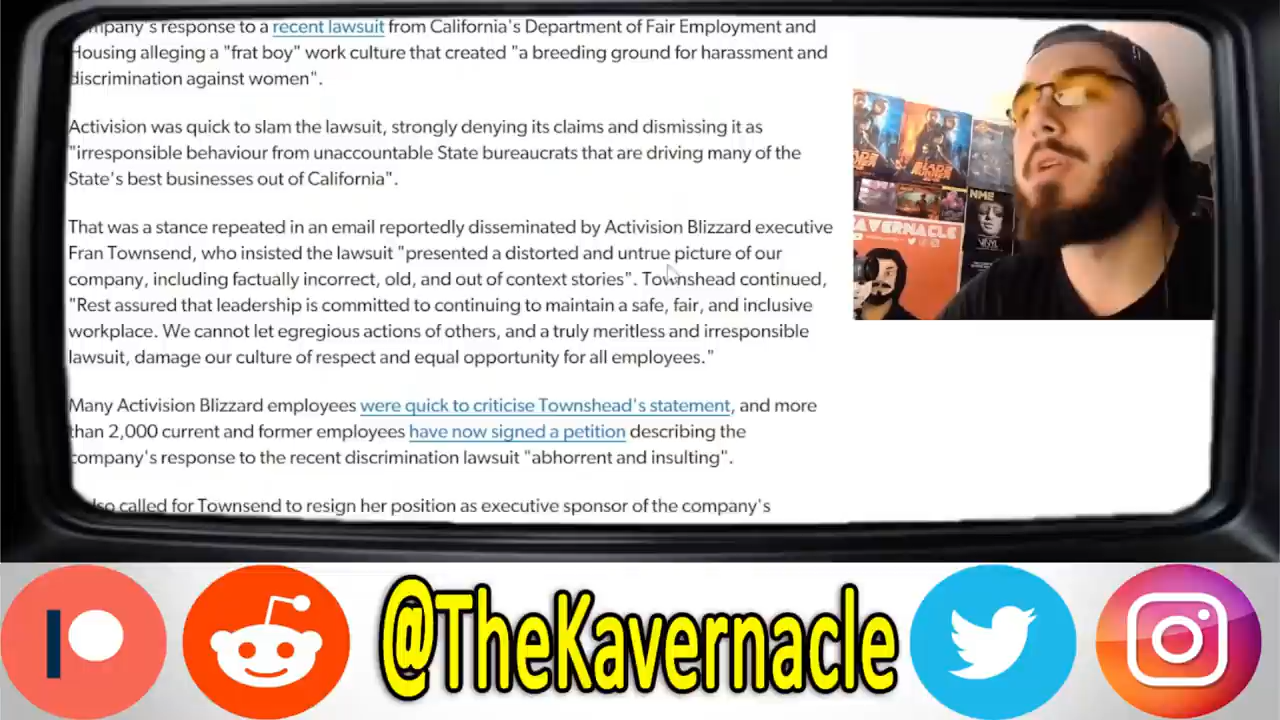 company's response to a recent lawsuit from California's Department of Fair Employment and
Housing alleging a "frat boy" work culture that created "a breeding ground for harassment and
discrimination against women".
Activision was quick to slam the lawsuit, strongly denying its claims and dismissing it as
"irresponsible behaviour from unaccountable State bureaucrats that are driving many of the
State's best businesses out of California".
That was a stance repeated in an email reportedly disseminated by Activision Blizzard executive
Fran Townsend, who insisted the lawsuit "presented a distorted and untrue picture of our
company, including factually incorrect, old, and out of context stories". Townshead continued,
"Rest assured that leadership is committed to continuing to maintain a safe, fair, and inclusive
workplace. We cannot let egregious actions of others, and a truly meritless and irresponsible
lawsuit, damage our culture of respect and equal opportunity for all employees."
Many Activision Blizzard employees were quick to criticise Townshead's statement, and more
than 2,000 current and former employees have now signed a petition describing the
company's response to the recent discrimination lawsuit "abhorrent and insulting".
also called for Townsend to resign her position as executive sponsor of the company's
BLADE
BLADE
NME
VINYL
KAVERNACLE
@TheKavernacle